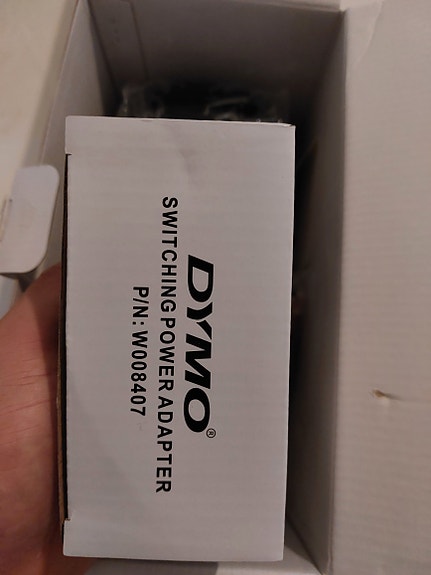 DYMO®
SWITCHING POWER ADAPTER
P/N: W008407